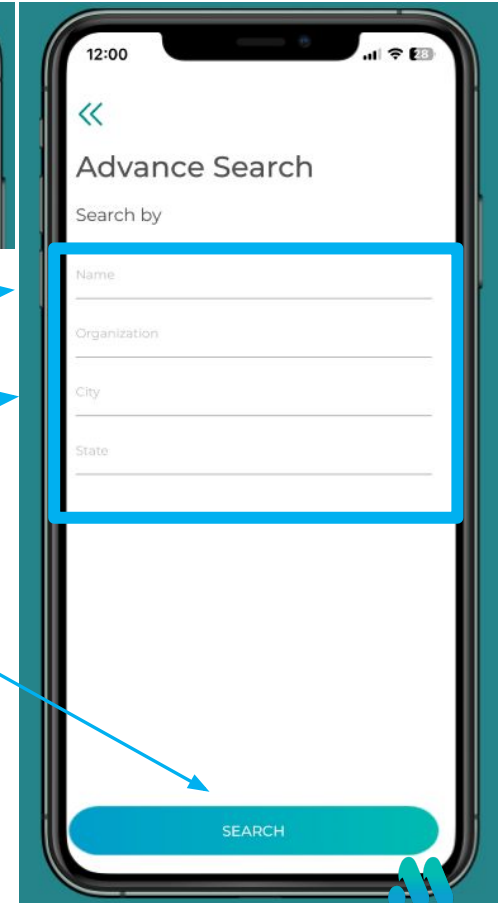 12:00
28
Advance Search
Search by
Name
Organization
City
State
SEARCH